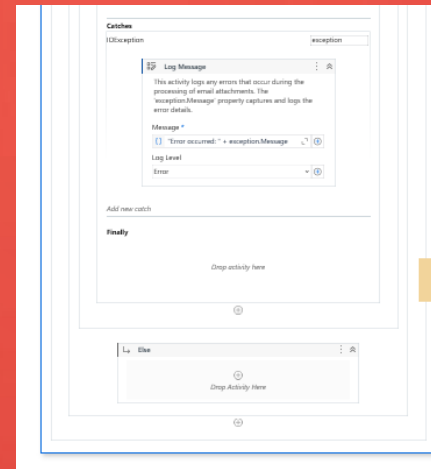 Catches
IOException
exception
Log Message
This activity logs any errors that occur during the
processing of email attachments. The
'exception.Message' property captures and logs the
error details.
Message *
"Error occurred: " + exception.Message
Log Level
Error
Add new catch
Finally
Drop activity here
Else
Drop Activity Here